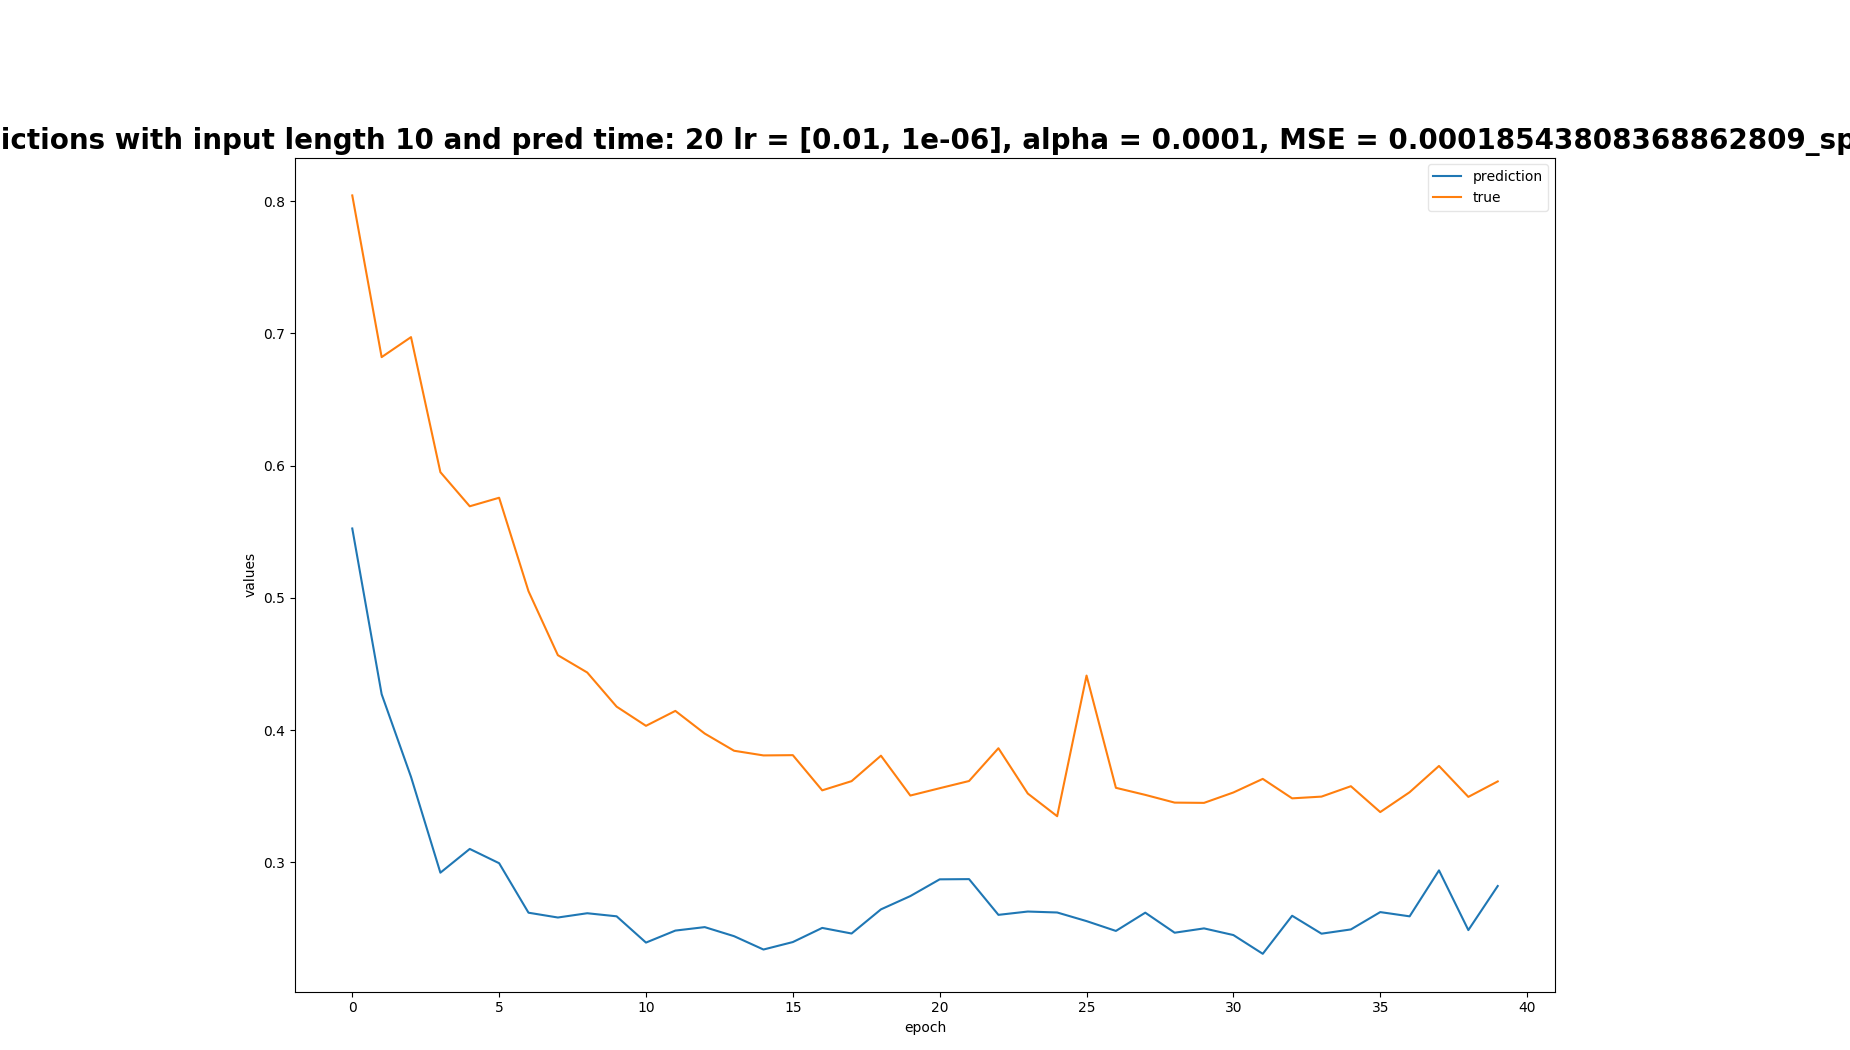 ictions with input length 10 and pred time: 20 lr = [0.01, 1e-06], alpha = 0.0001, MSE = 0.00018543808368862809_sp
prediction
true
0.8
0.7
0.6
0.5
0.4
0.3
values
0 5 10 15 20 25 30 35 40
epoch